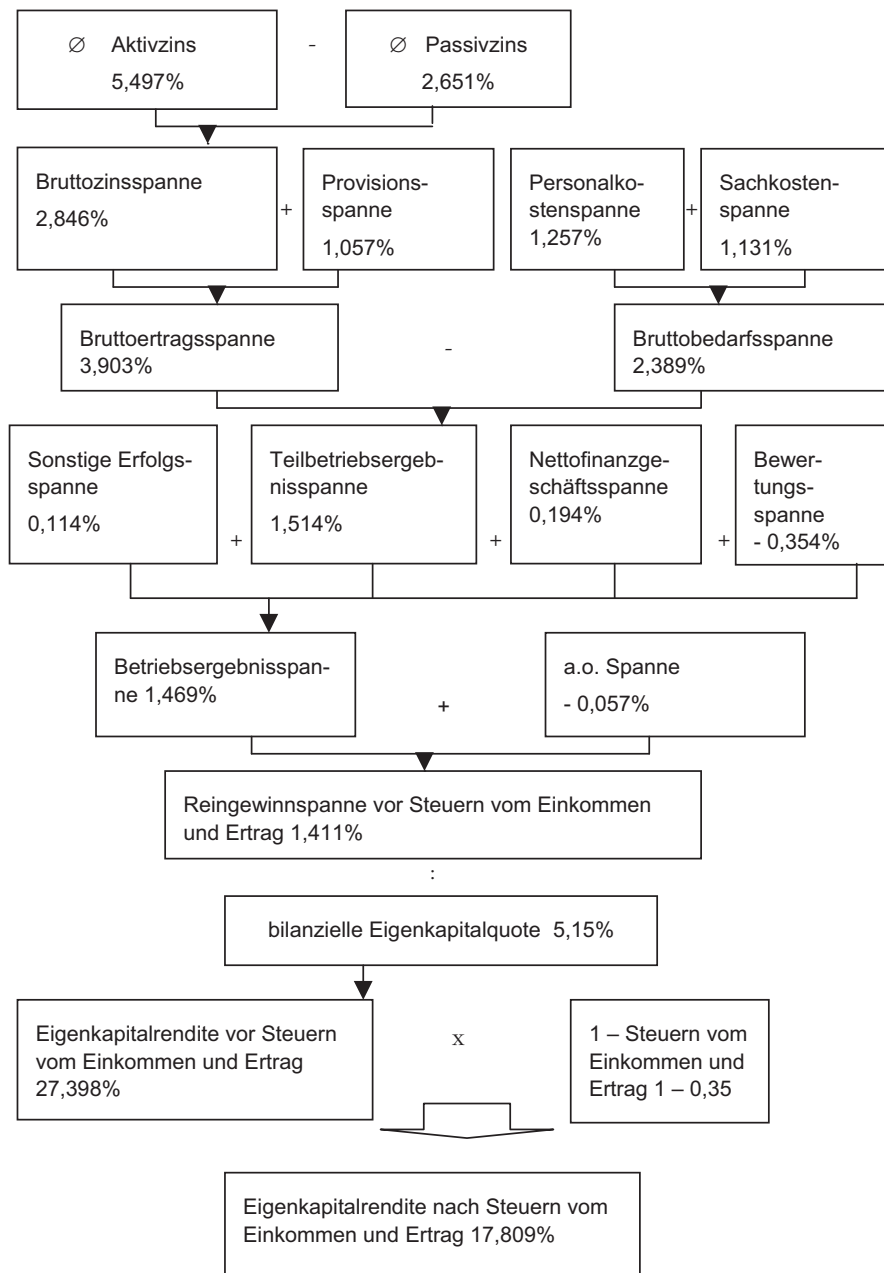 ∅ Aktivzins
5,497%
-
∅ Passivzins
2,651%
Bruttozinsspanne
2,846%
+
Provisions-
spanne
1,057%
Personalko-
stenspanne
1,257%
+
Sachkosten-
spanne
1,131%
Bruttoertragsspanne
3,903%
-
Bruttobedarfsspanne
2,389%
Sonstige Erfolgs-
spanne
0,114%
+
Teilbetriebsergeb-
nisspanne
1,514%
+
Nettofinanzge-
schäftsspanne
0,194%
+
Bewer-
tungs-
spanne
- 0,354%
Betriebsergebnisspan-
ne 1,469%
+
a.o. Spanne
- 0,057%
Reingewinnspanne vor Steuern vom Einkommen
und Ertrag 1,411%
:
bilanzielle Eigenkapitalquote 5,15%
Eigenkapitalrendite vor Steuern
vom Einkommen und Ertrag
27,398%
x
1 – Steuern vom
Einkommen und
Ertrag 1 – 0,35
Eigenkapitalrendite nach Steuern vom
Einkommen und Ertrag 17,809%